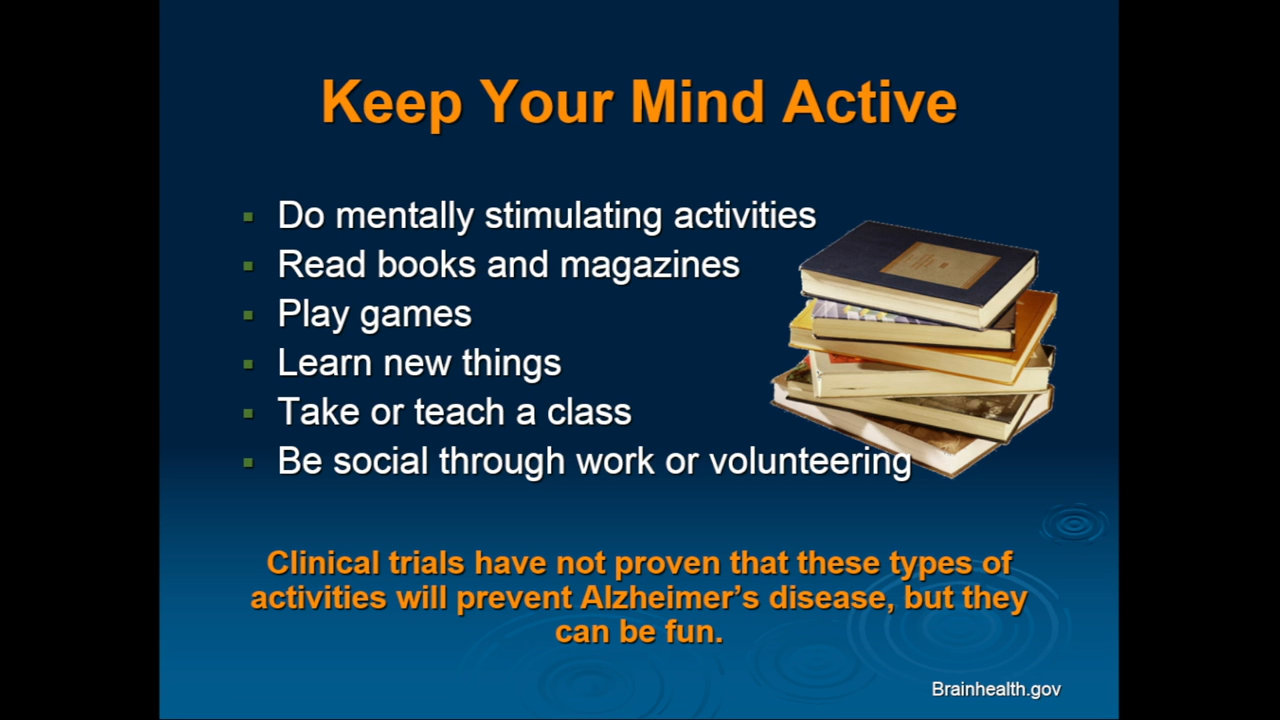 Keep Your Mind Active
Do mentally stimulating activities
Read books and magazines
Play games
Learn new things
Take or teach a class
Be social through work or volunteering
Clinical trials have not proven that these types of
activities will prevent Alzheimer’s disease, but they
can be fun.
Brainhealth.gov